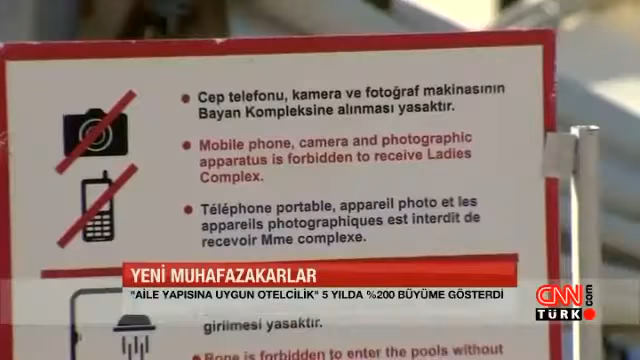 Cep telefonu, kamera ve fotoğraf makinasının
Bayan Kompleksine alınması yasaktır.
Mobile phone, camera and photographic
apparatus is forbidden to receive Ladies
Complex.
Téléphone portable, appareil photo et les
appareils photographiques est interdit de
recevoir Mme complexe.
YENİ MUHAFAZAKARLAR
"AİLE YAPISINA UYGUN OTELCİLİK" 5 YILDA %200 BÜYÜME GÖSTERDİ
girilmesi yasaktır.
Bone is forbidden to enter the pools without
CNN
TÜRK
.com
CNN
TÜRK